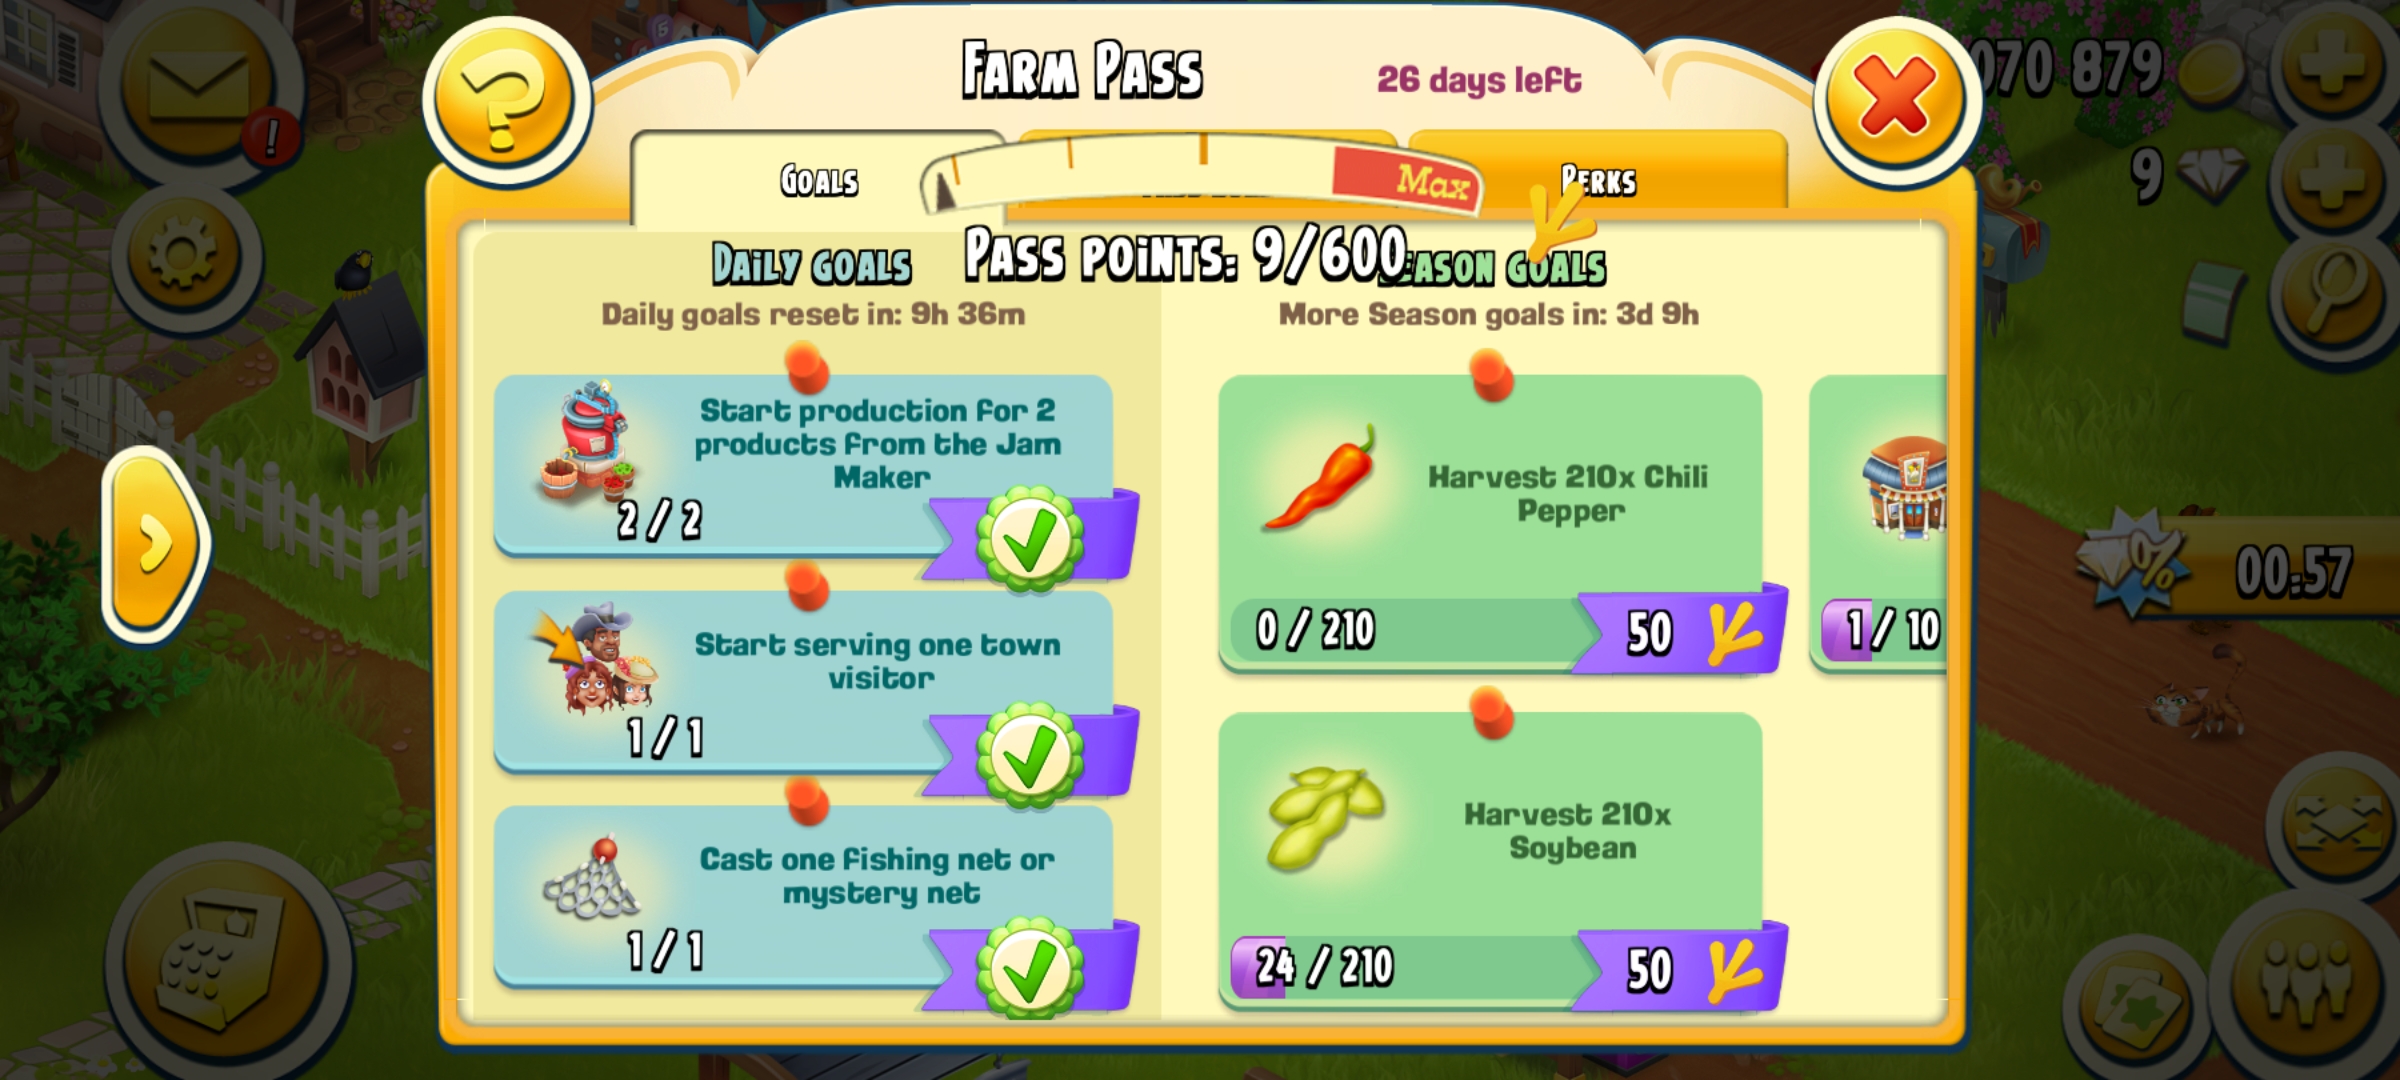 FARM PASS
26 days left
070 879
9
GOALS
Max
PERKS
DAILY GOALS
PASS POINTS: 9/600
EASON GOALS
Daily goals reset in: 9h 36m
More Season goals in: 3d 9h
Start production for 2
products from the Jam
Maker
2 / 2
Start serving one town
visitor
1 / 1
Cast one fishing net or
mystery net
1 / 1
Harvest 210x Chili
Pepper
0 / 210
50
1 / 10
Harvest 210x
Soybean
24 / 210
50
%
00:57